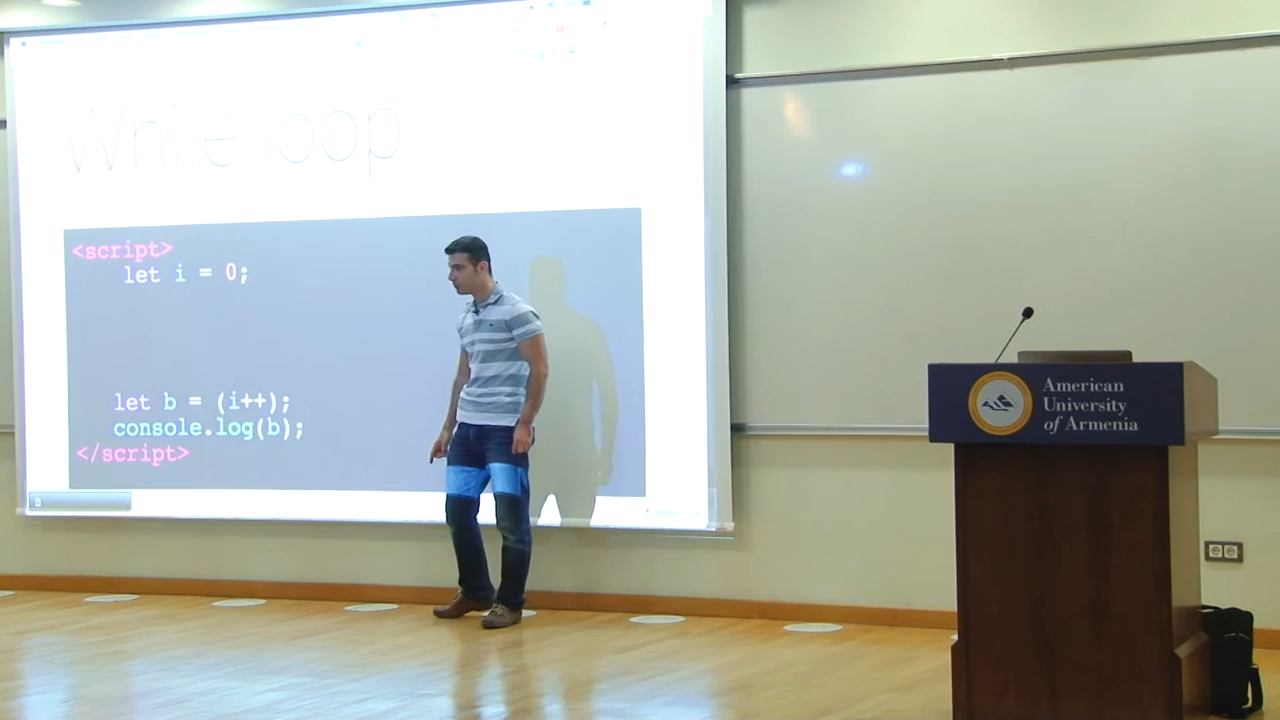 While loop
<script>
let i = 0;
let b = (i++);
console.log(b);
</script>
American
University
of Armenia